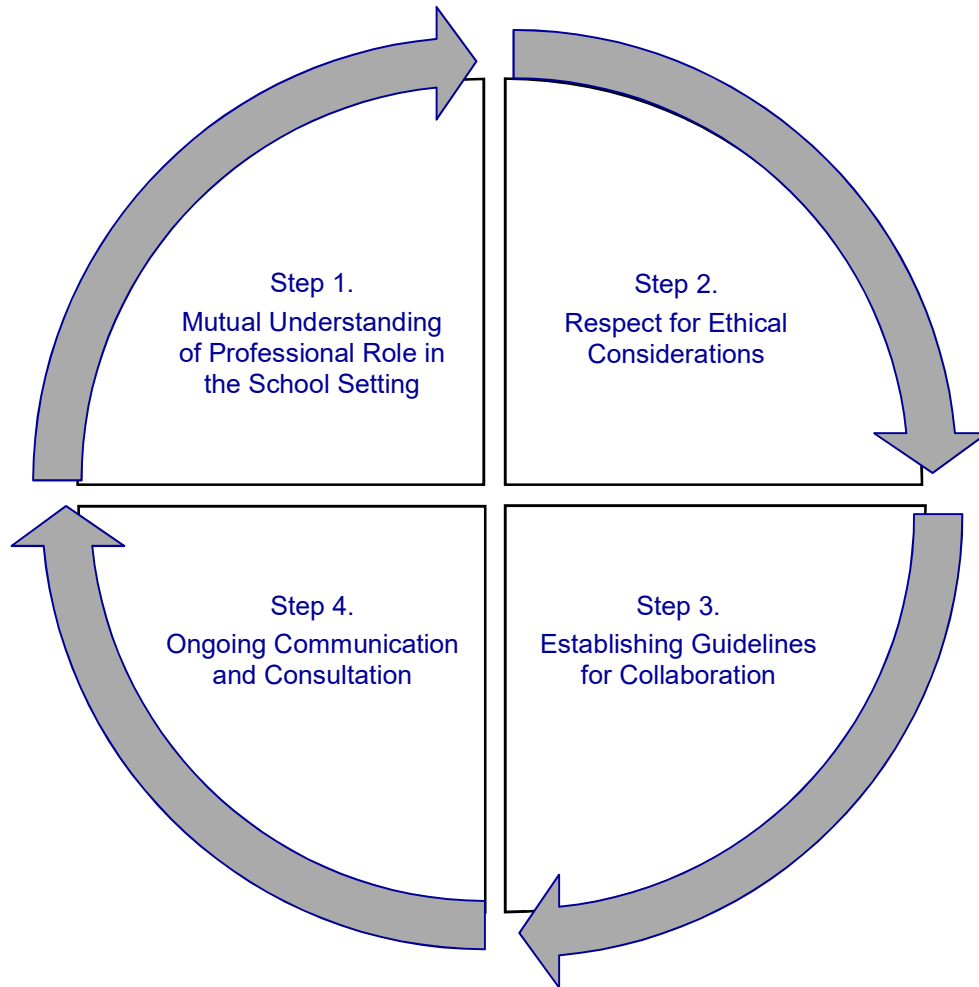 Step 1.
Mutual Understanding
of Professional Role in
the School Setting
Step 2.
Respect for Ethical
Considerations
Step 3.
Establishing Guidelines
for Collaboration
Step 4.
Ongoing Communication
and Consultation